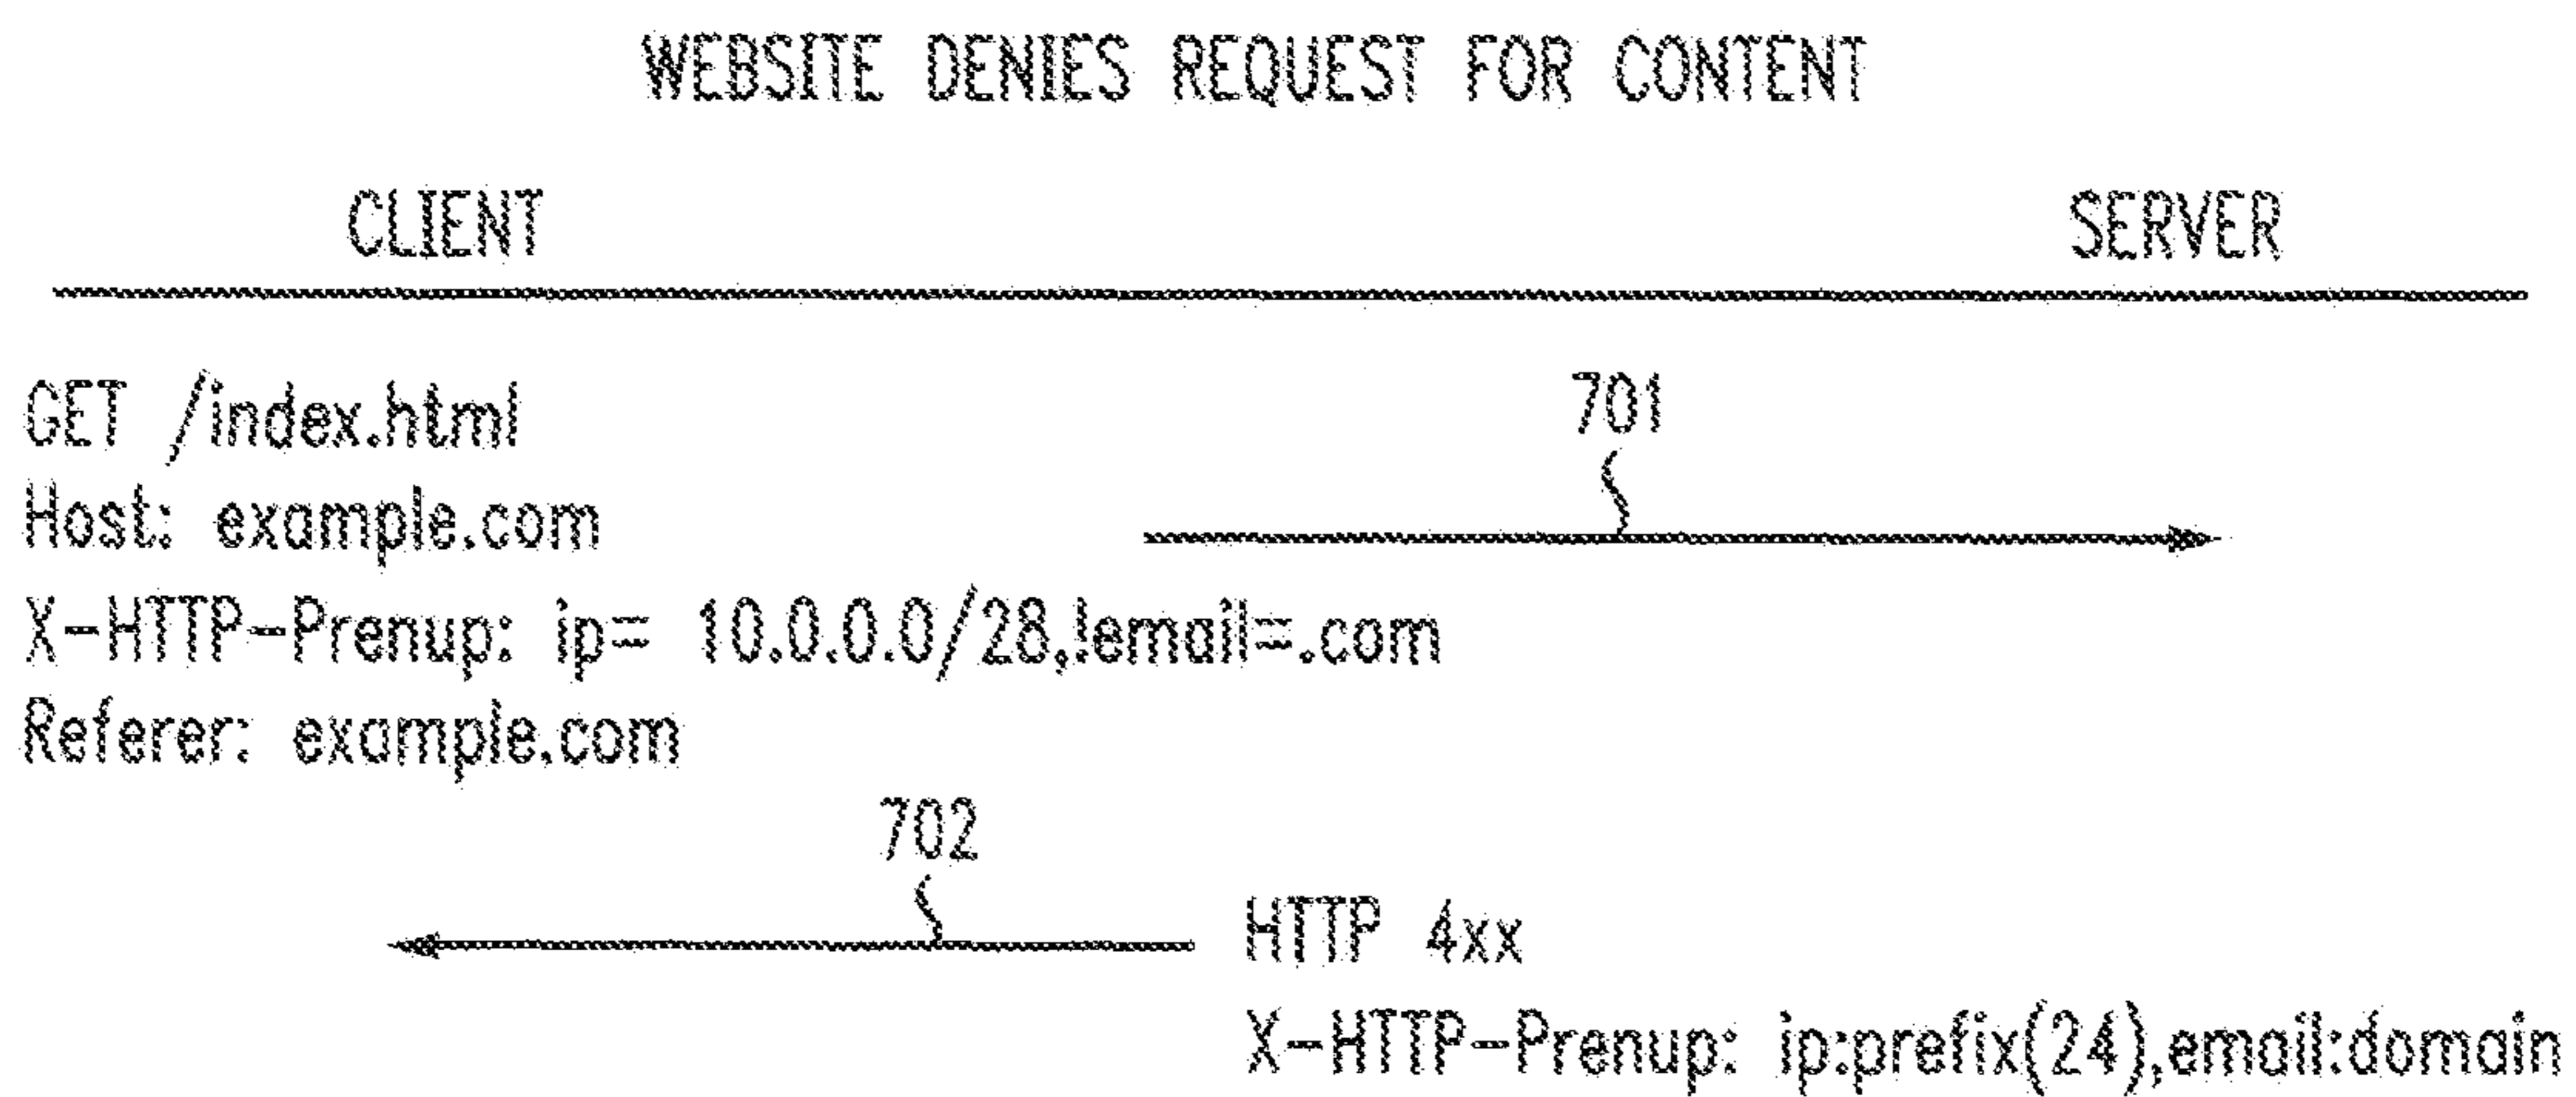 WEBSITE DENIES REQUEST FOR CONTENT
CLIENT SERVER
GET /index.html
701
Host: example.com
X-HTTP-Prenup: ip= 10.0.0.0/28,!email=.com
Referer: example.com
702
HTTP 4xx
X-HTTP-Prenup: ip:prefix(24),email:domain